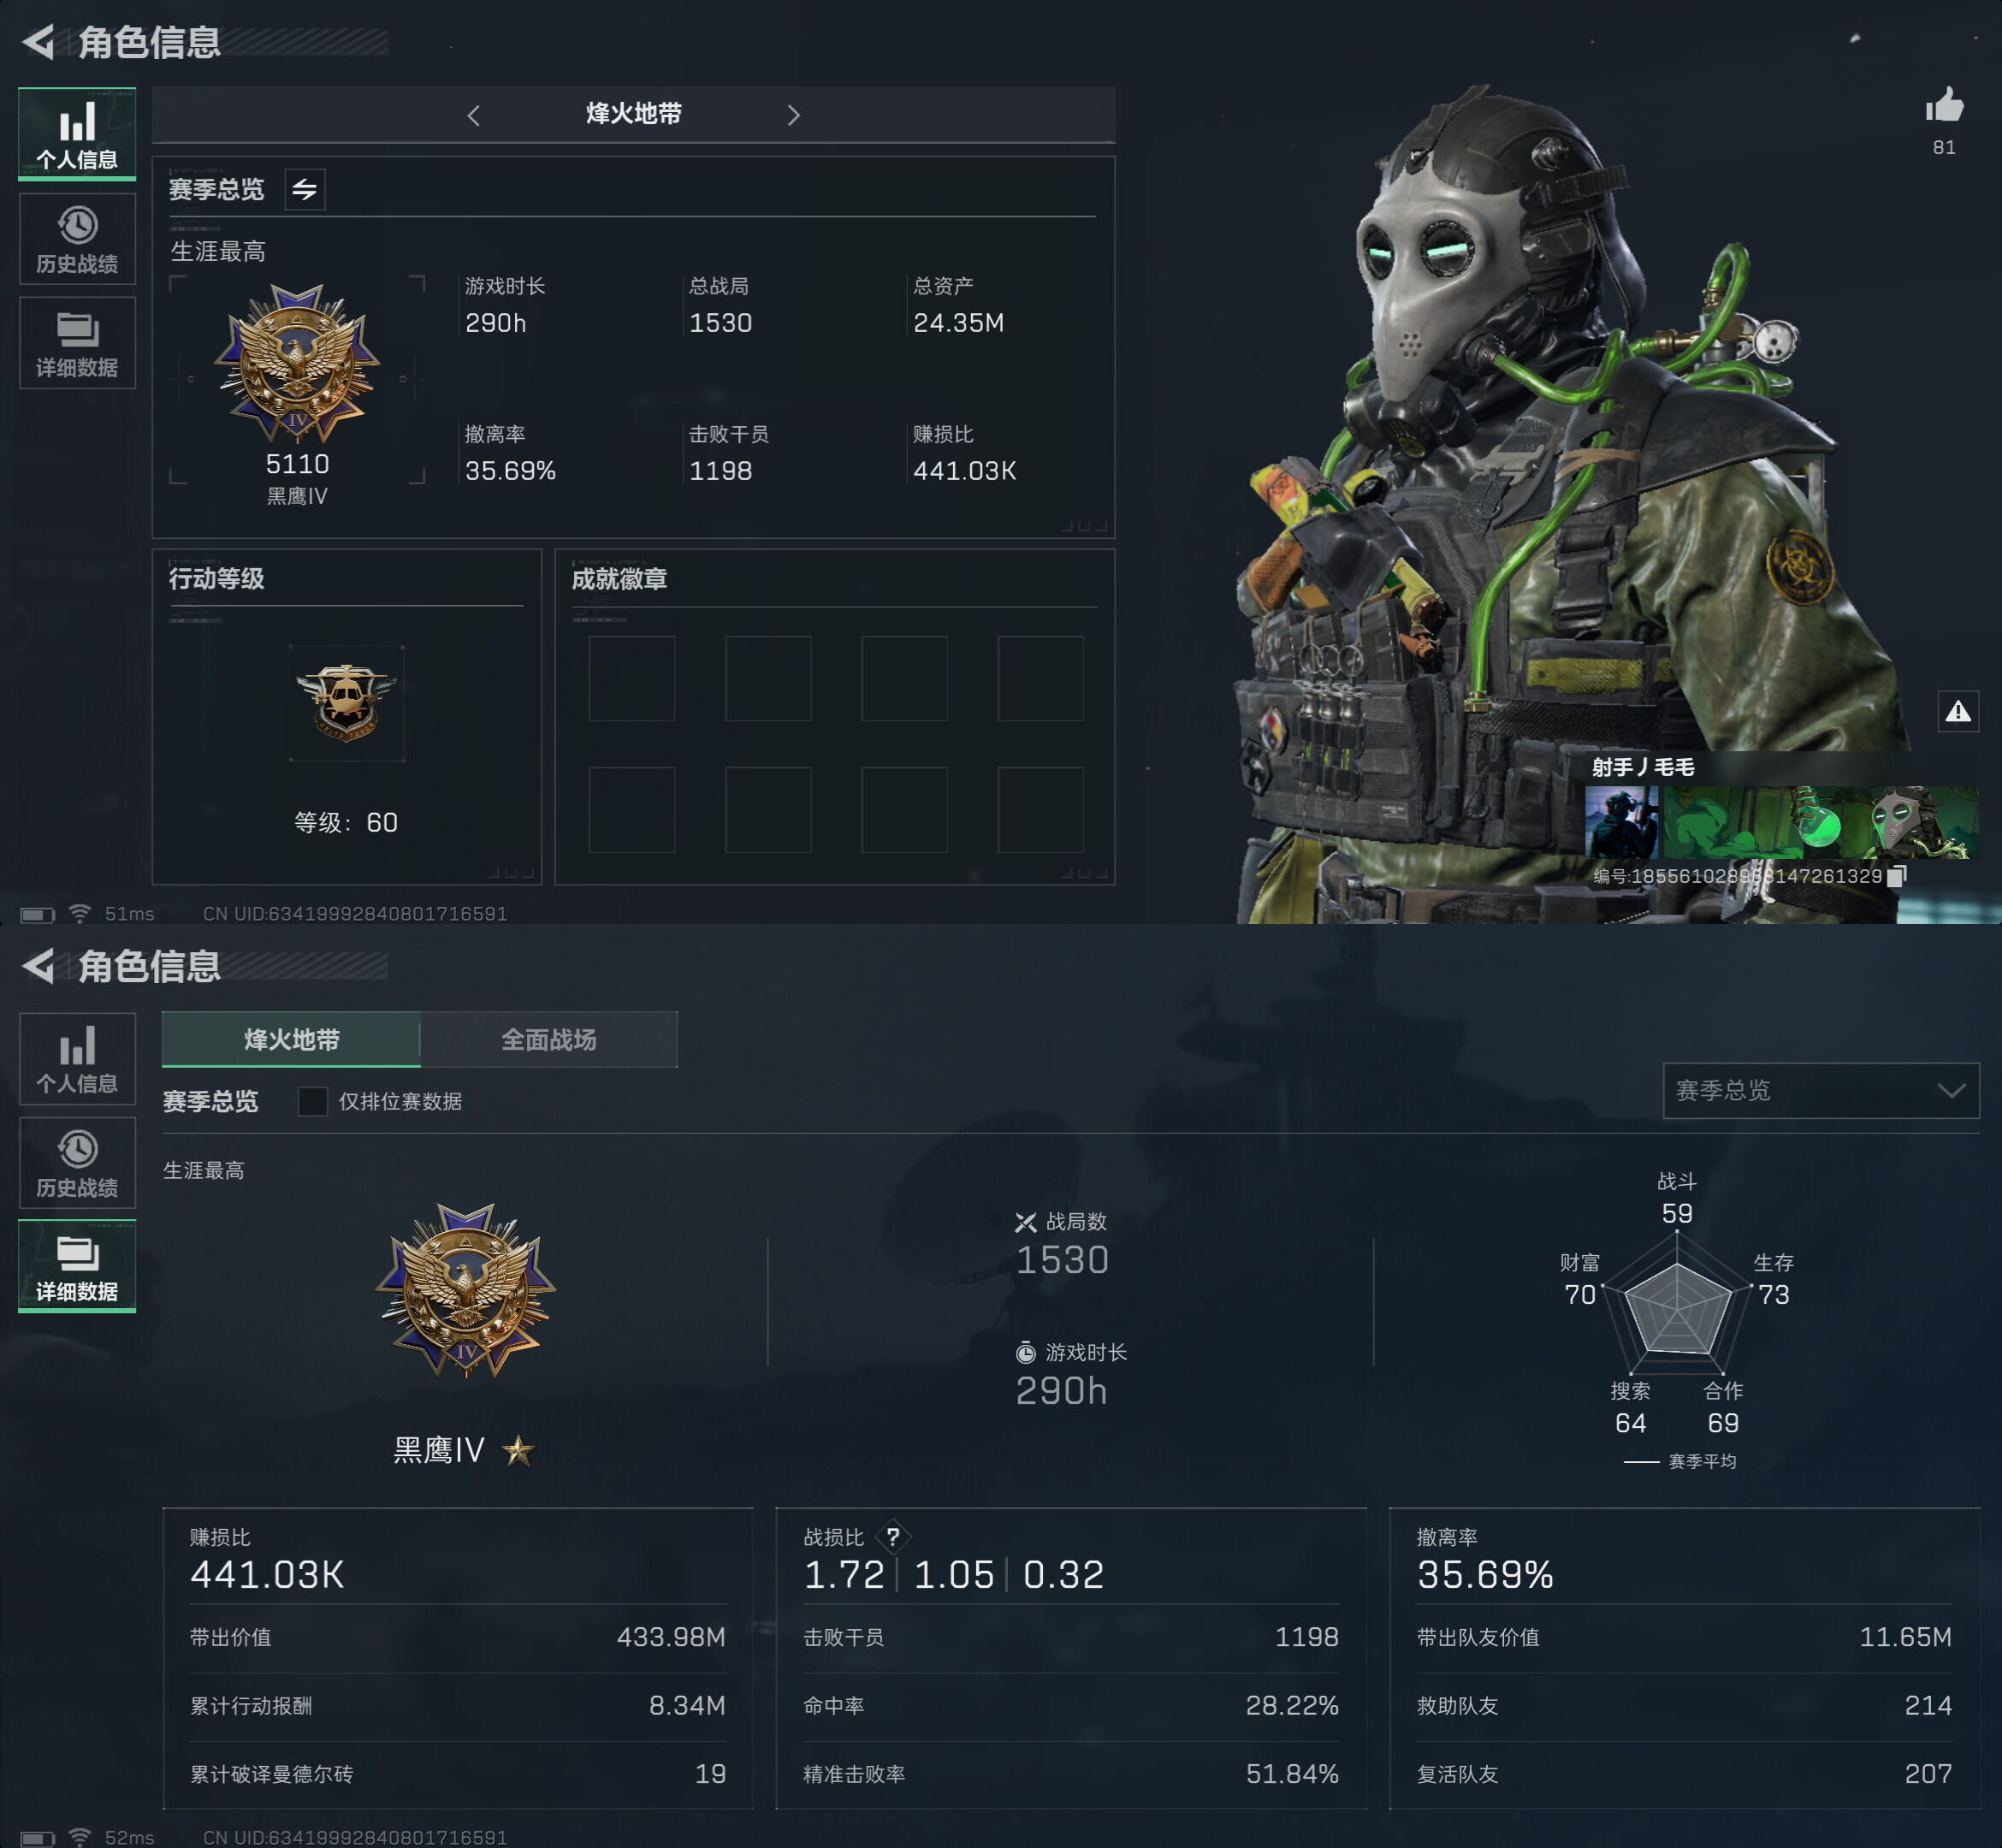 角色信息
个人信息
历史战绩
详细数据
烽火地带
81
赛季总览
生涯最高
游戏时长
290h
总战局
1530
总资产
24.35M
撤离率
35.69%
击败干员
1198
赚损比
441.03K
IV
5110
黑鹰IV
行动等级
等级：60
成就徽章
射手丿毛毛
编号:185561028958147261329
51ms CN UID:634199928408017165​91
角色信息
个人信息
历史战绩
详细数据
烽火地带 全面战场
赛季总览 仅排位赛数据
赛季总览
生涯最高
IV
黑鹰IV
战局数
1530
游戏时长
290h
战斗
59
财富
70
生存
73
搜索
64
合作
69
赛季平均
赚损比
441.03K
带出价值 433.98M
累计行动报酬 8.34M
累计破译曼德尔砖 19
战损比 ?
1.72 | 1.05 | 0.32
击败干员 1198
命中率 28.22%
精准击败率 51.84%
撤离率
35.69%
带出队友价值 11.65M
救助队友 214
复活队友 207
52ms CN UID:634199928408017165​91